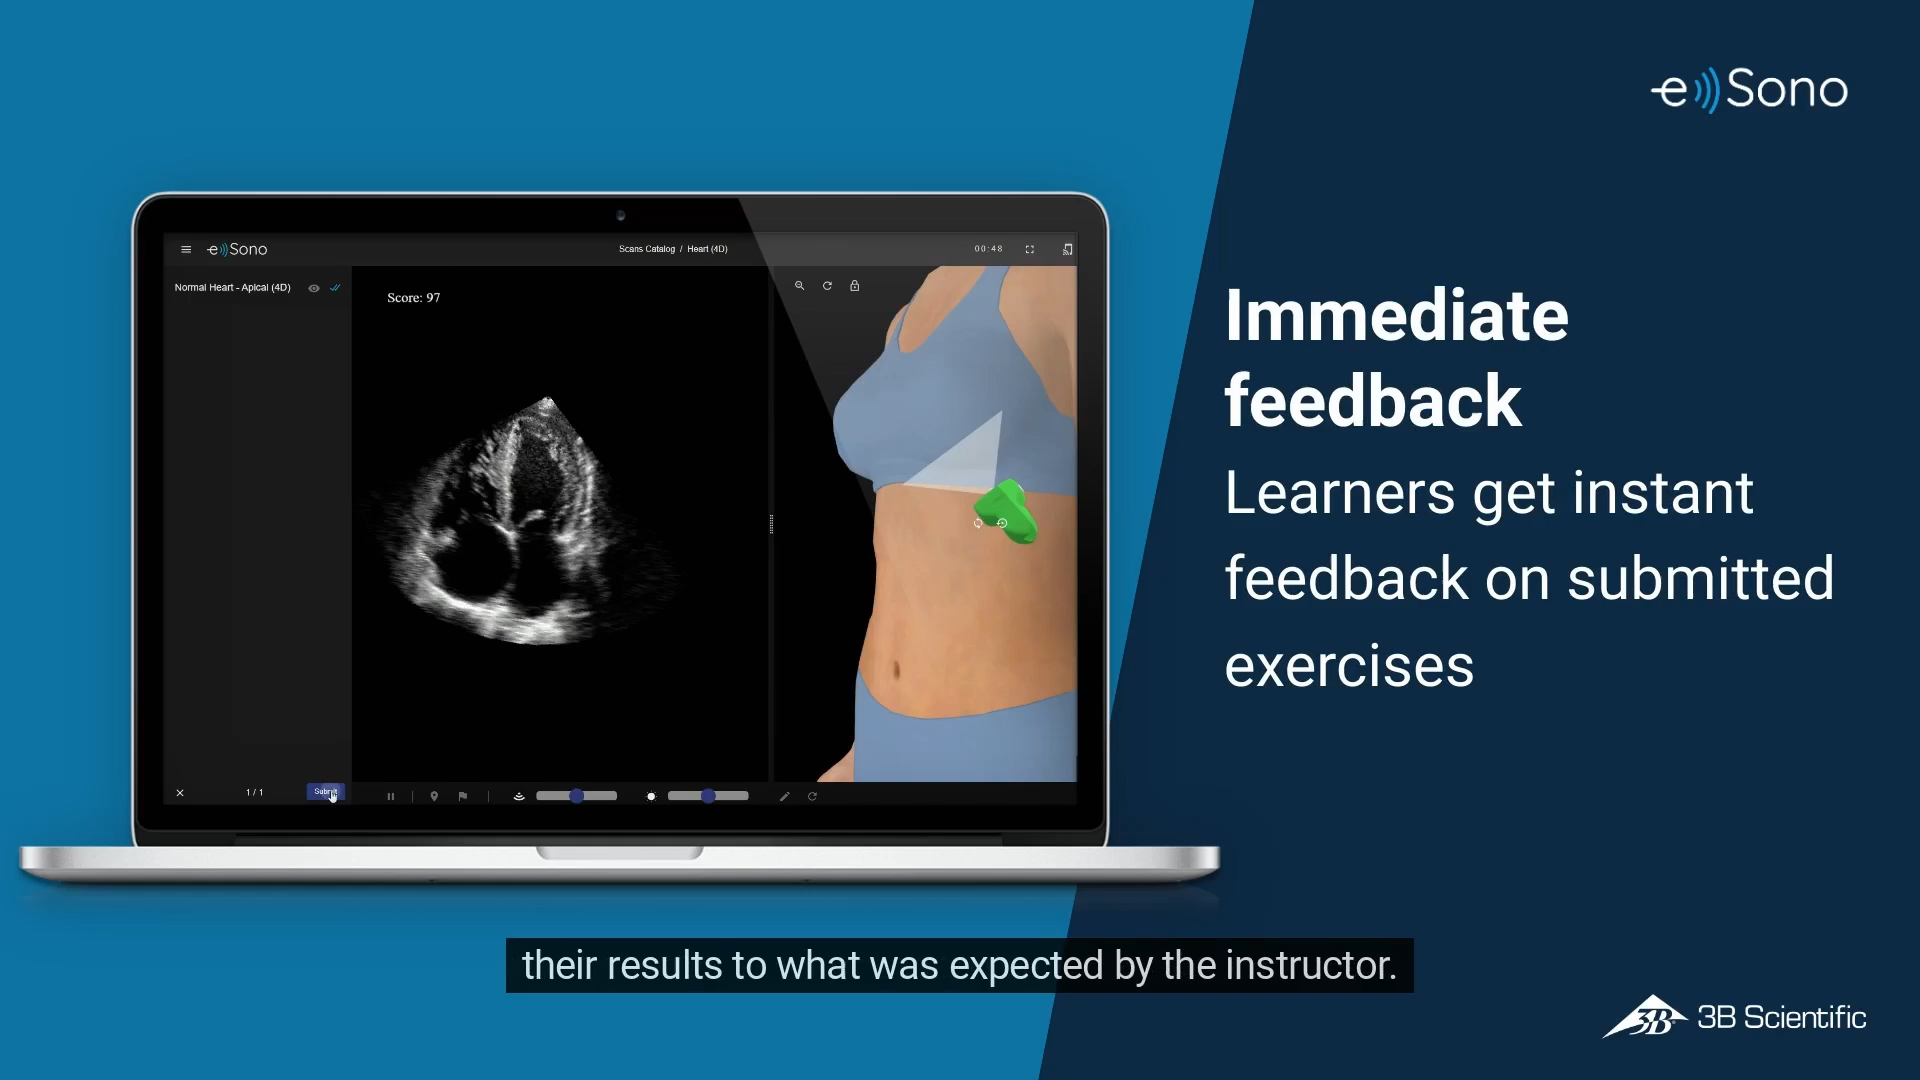 e Sono
e Sono
Scans Catalog / Heart (4D)
00:48
Normal Heart - Apical (4D)
Score: 97
1 / 1
Submit
Immediate
feedback
Learners get instant
feedback on submitted
exercises
their results to what was expected by the instructor.
3B 3B Scientific